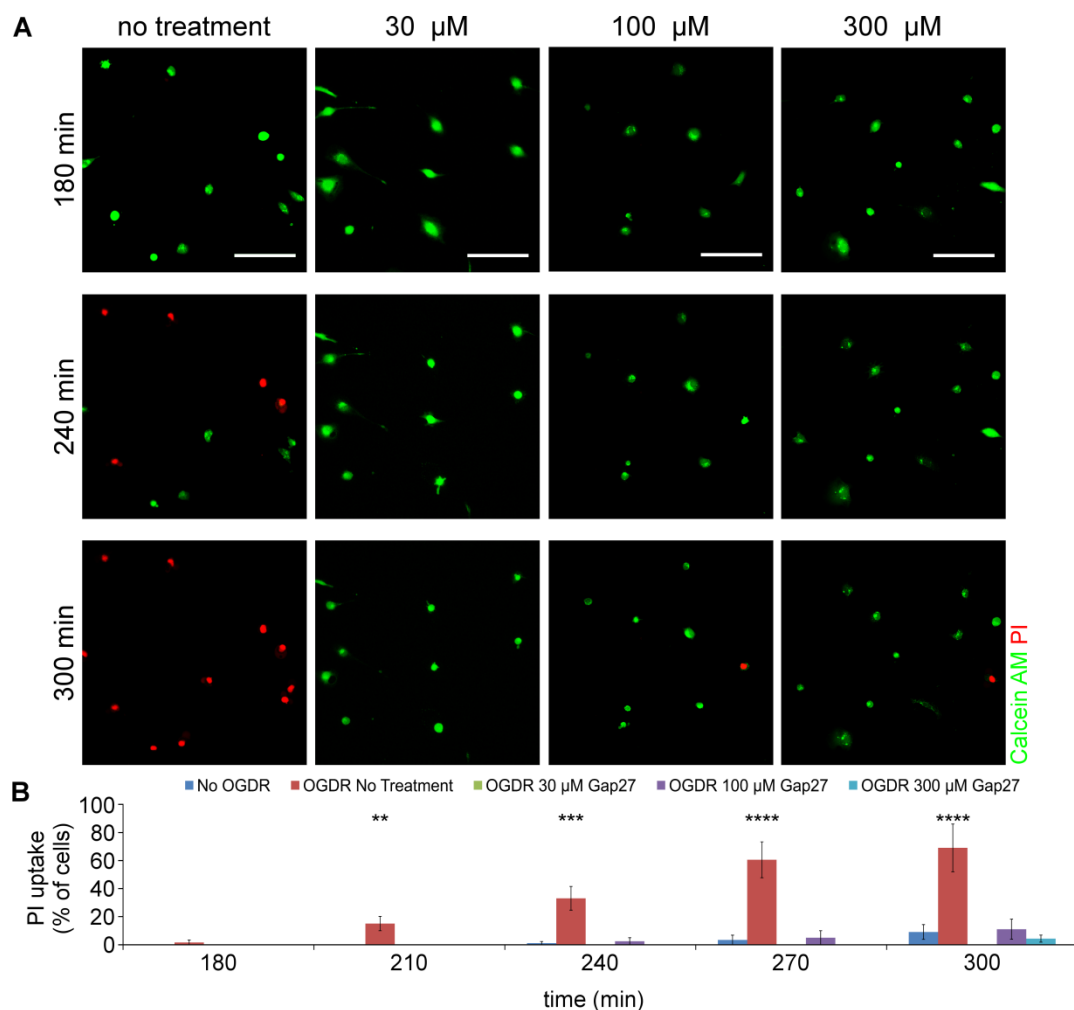 A
no treatment 30 µM 100 µM 300 µM
180 min
240 min
300 min
Calcein AM PI
B
No OGDR OGDR No Treatment OGDR 30 µM Gap27 OGDR 100 µM Gap27 OGDR 300 µM Gap27
PI uptake
(% of cells)
100
80
60
40
20
0
** *** **** ****
180 210 240 270 300
time (min)